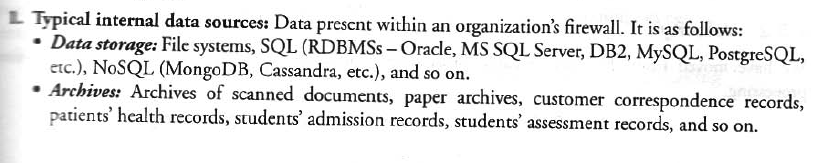 1. Typical internal data sources: Data present within an organization's firewall. It is as follows:
• Data storage: File systems, SQL (RDBMSs – Oracle, MS SQL Server, DB2, MySQL, PostgreSQL,
etc.), NoSQL (MongoDB, Cassandra, etc.), and so on.
• Archives: Archives of scanned documents, paper archives, customer correspondence records,
patients' health records, students' admission records, students' assessment records, and so on.